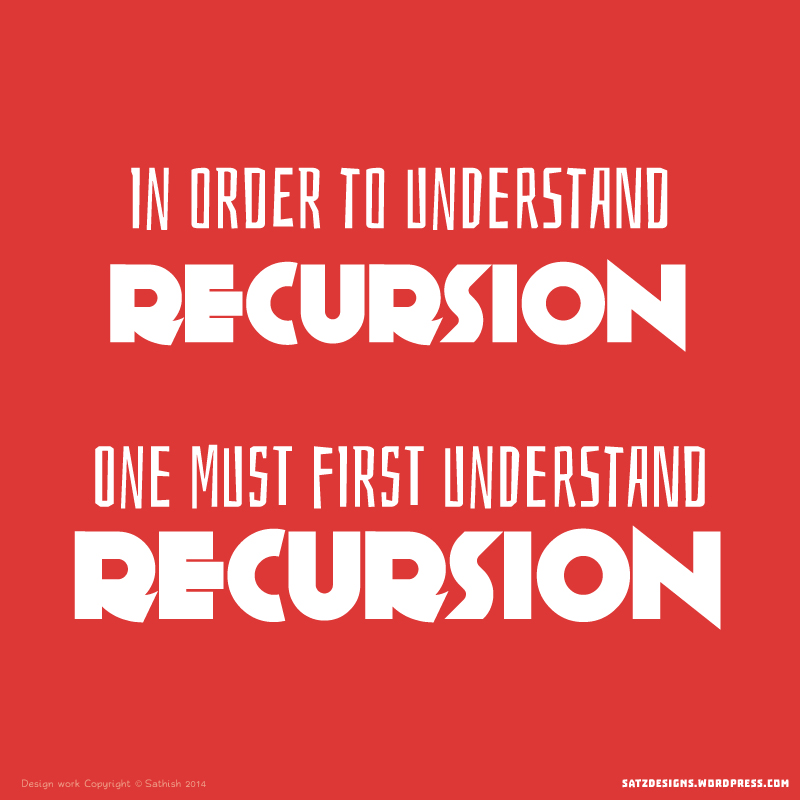 IN ORDER TO UNDERSTAND
RECURSION
ONE MUST FIRST UNDERSTAND
RECURSION
Design work Copyright © Sathish 2014
SATZDESIGNS.WORDPRESS.COM